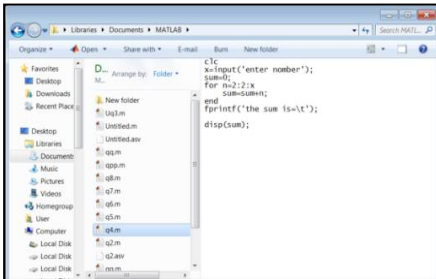 Libraries ▸ Documents ▸ MATLAB ▸
Search MATL...
Organize ▾ Open ▾ Share with ▾ E-mail Burn New folder
Favorites
Desktop
Downloads
Recent Place
Desktop
Libraries
Documents
Music
Pictures
Videos
Homegroup
User
Computer
Local Disk
Local Disk
Local Disk
D... Arrange by: Folder ▾
M...
New folder
Uq3.m
Untitled.m
Untitled.asv
qq.m
qpp.m
q8.m
q7.m
q6.m
q5.m
q4.m
q2.m
q2.asv
clc
x=input('enter nomber');
sum=0;
for n=2:2:x
sum=sum+n;
end
fprintf('the sum is=\t');
disp(sum);